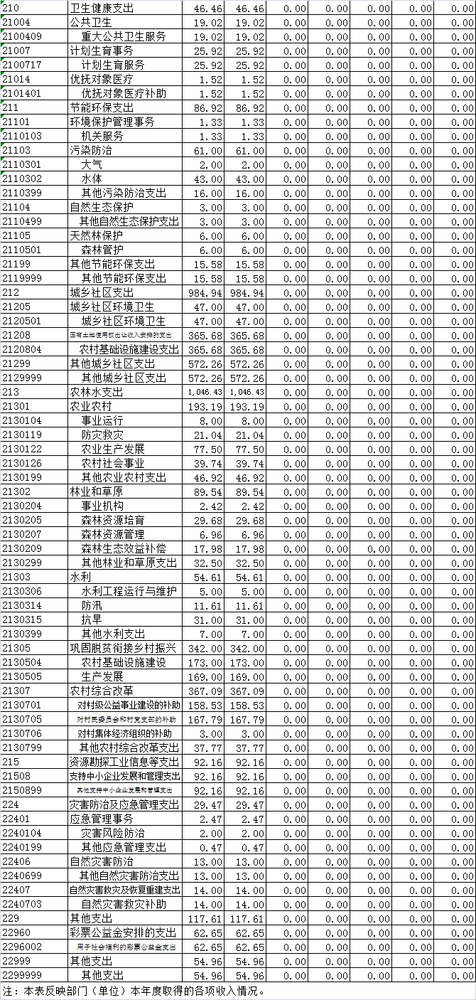 210 卫生健康支出 46.46 46.46 0.00 0.00 0.00 0.00 0.00
21004 公共卫生 19.02 19.02 0.00 0.00 0.00 0.00 0.00
2100409 重大公共卫生服务 19.02 19.02 0.00 0.00 0.00 0.00 0.00
21007 计划生育事务 25.92 25.92 0.00 0.00 0.00 0.00 0.00
2100717 计划生育服务 25.92 25.92 0.00 0.00 0.00 0.00 0.00
21014 优抚对象医疗 1.52 1.52 0.00 0.00 0.00 0.00 0.00
2101401 优抚对象医疗补助 1.52 1.52 0.00 0.00 0.00 0.00 0.00
211 节能环保支出 86.92 86.92 0.00 0.00 0.00 0.00 0.00
21101 环境保护管理事务 1.33 1.33 0.00 0.00 0.00 0.00 0.00
2110103 机关服务 1.33 1.33 0.00 0.00 0.00 0.00 0.00
21103 污染防治 61.00 61.00 0.00 0.00 0.00 0.00 0.00
2110301 大气 2.00 2.00 0.00 0.00 0.00 0.00 0.00
2110302 水体 43.00 43.00 0.00 0.00 0.00 0.00 0.00
2110399 其他污染防治支出 16.00 16.00 0.00 0.00 0.00 0.00 0.00
21104 自然生态保护 3.00 3.00 0.00 0.00 0.00 0.00 0.00
2110499 其他自然生态保护支出 3.00 3.00 0.00 0.00 0.00 0.00 0.00
21105 天然林保护 6.00 6.00 0.00 0.00 0.00 0.00 0.00
2110501 森林管护 6.00 6.00 0.00 0.00 0.00 0.00 0.00
21199 其他节能环保支出 15.58 15.58 0.00 0.00 0.00 0.00 0.00
2119999 其他节能环保支出 15.58 15.58 0.00 0.00 0.00 0.00 0.00
212 城乡社区支出 984.94 984.94 0.00 0.00 0.00 0.00 0.00
21205 城乡社区环境卫生 47.00 47.00 0.00 0.00 0.00 0.00 0.00
2120501 城乡社区环境卫生 47.00 47.00 0.00 0.00 0.00 0.00 0.00
21208 国有土地使用权出让收入安排的支出 365.68 365.68 0.00 0.00 0.00 0.00 0.00
2120804 农村基础设施建设支出 365.68 365.68 0.00 0.00 0.00 0.00 0.00
21299 其他城乡社区支出 572.26 572.26 0.00 0.00 0.00 0.00 0.00
2129999 其他城乡社区支出 572.26 572.26 0.00 0.00 0.00 0.00 0.00
213 农林水支出 1,046.43 1,046.43 0.00 0.00 0.00 0.00 0.00
21301 农业农村 193.19 193.19 0.00 0.00 0.00 0.00 0.00
2130104 事业运行 8.00 8.00 0.00 0.00 0.00 0.00 0.00
2130119 防灾救灾 21.04 21.04 0.00 0.00 0.00 0.00 0.00
2130122 农业生产发展 77.50 77.50 0.00 0.00 0.00 0.00 0.00
2130126 农村社会事业 39.74 39.74 0.00 0.00 0.00 0.00 0.00
2130199 其他农业农村支出 46.92 46.92 0.00 0.00 0.00 0.00 0.00
21302 林业和草原 89.54 89.54 0.00 0.00 0.00 0.00 0.00
2130204 事业机构 2.42 2.42 0.00 0.00 0.00 0.00 0.00
2130205 森林资源培育 29.68 29.68 0.00 0.00 0.00 0.00 0.00
2130207 森林资源管理 6.96 6.96 0.00 0.00 0.00 0.00 0.00
2130209 森林生态效益补偿 17.98 17.98 0.00 0.00 0.00 0.00 0.00
2130299 其他林业和草原支出 32.50 32.50 0.00 0.00 0.00 0.00 0.00
21303 水利 54.61 54.61 0.00 0.00 0.00 0.00 0.00
2130306 水利工程运行与维护 5.00 5.00 0.00 0.00 0.00 0.00 0.00
2130314 防汛 11.61 11.61 0.00 0.00 0.00 0.00 0.00
2130315 抗旱 31.00 31.00 0.00 0.00 0.00 0.00 0.00
2130399 其他水利支出 7.00 7.00 0.00 0.00 0.00 0.00 0.00
21305 巩固脱贫衔接乡村振兴 342.00 342.00 0.00 0.00 0.00 0.00 0.00
2130504 农村基础设施建设 173.00 173.00 0.00 0.00 0.00 0.00 0.00
2130505 生产发展 169.00 169.00 0.00 0.00 0.00 0.00 0.00
21307 农村综合改革 367.09 367.09 0.00 0.00 0.00 0.00 0.00
2130701 对村级公益事业建设的补助 158.53 158.53 0.00 0.00 0.00 0.00 0.00
2130705 对村民委员会和村党支部的补助 167.79 167.79 0.00 0.00 0.00 0.00 0.00
2130706 对村集体经济组织的补助 3.00 3.00 0.00 0.00 0.00 0.00 0.00
2130799 其他农村综合改革支出 37.77 37.77 0.00 0.00 0.00 0.00 0.00
215 资源勘探工业信息等支出 92.16 92.16 0.00 0.00 0.00 0.00 0.00
21508 支持中小企业发展和管理支出 92.16 92.16 0.00 0.00 0.00 0.00 0.00
2150899 其他支持中小企业发展和管理支出 92.16 92.16 0.00 0.00 0.00 0.00 0.00
224 灾害防治及应急管理支出 29.47 29.47 0.00 0.00 0.00 0.00 0.00
22401 应急管理事务 2.47 2.47 0.00 0.00 0.00 0.00 0.00
2240104 灾害风险防治 2.00 2.00 0.00 0.00 0.00 0.00 0.00
2240199 其他应急管理支出 0.47 0.47 0.00 0.00 0.00 0.00 0.00
22406 自然灾害防治 13.00 13.00 0.00 0.00 0.00 0.00 0.00
2240699 其他自然灾害防治支出 13.00 13.00 0.00 0.00 0.00 0.00 0.00
22407 自然灾害救灾及恢复重建支出 14.00 14.00 0.00 0.00 0.00 0.00 0.00
2240703 自然灾害救灾补助 14.00 14.00 0.00 0.00 0.00 0.00 0.00
229 其他支出 117.61 117.61 0.00 0.00 0.00 0.00 0.00
22960 彩票公益金安排的支出 62.65 62.65 0.00 0.00 0.00 0.00 0.00
2296002 用于社会福利的彩票公益金支出 62.65 62.65 0.00 0.00 0.00 0.00 0.00
22999 其他支出 54.96 54.96 0.00 0.00 0.00 0.00 0.00
2299999 其他支出 54.96 54.96 0.00 0.00 0.00 0.00 0.00
注：本表反映部门（单位）本年度取得的各项收入情况。